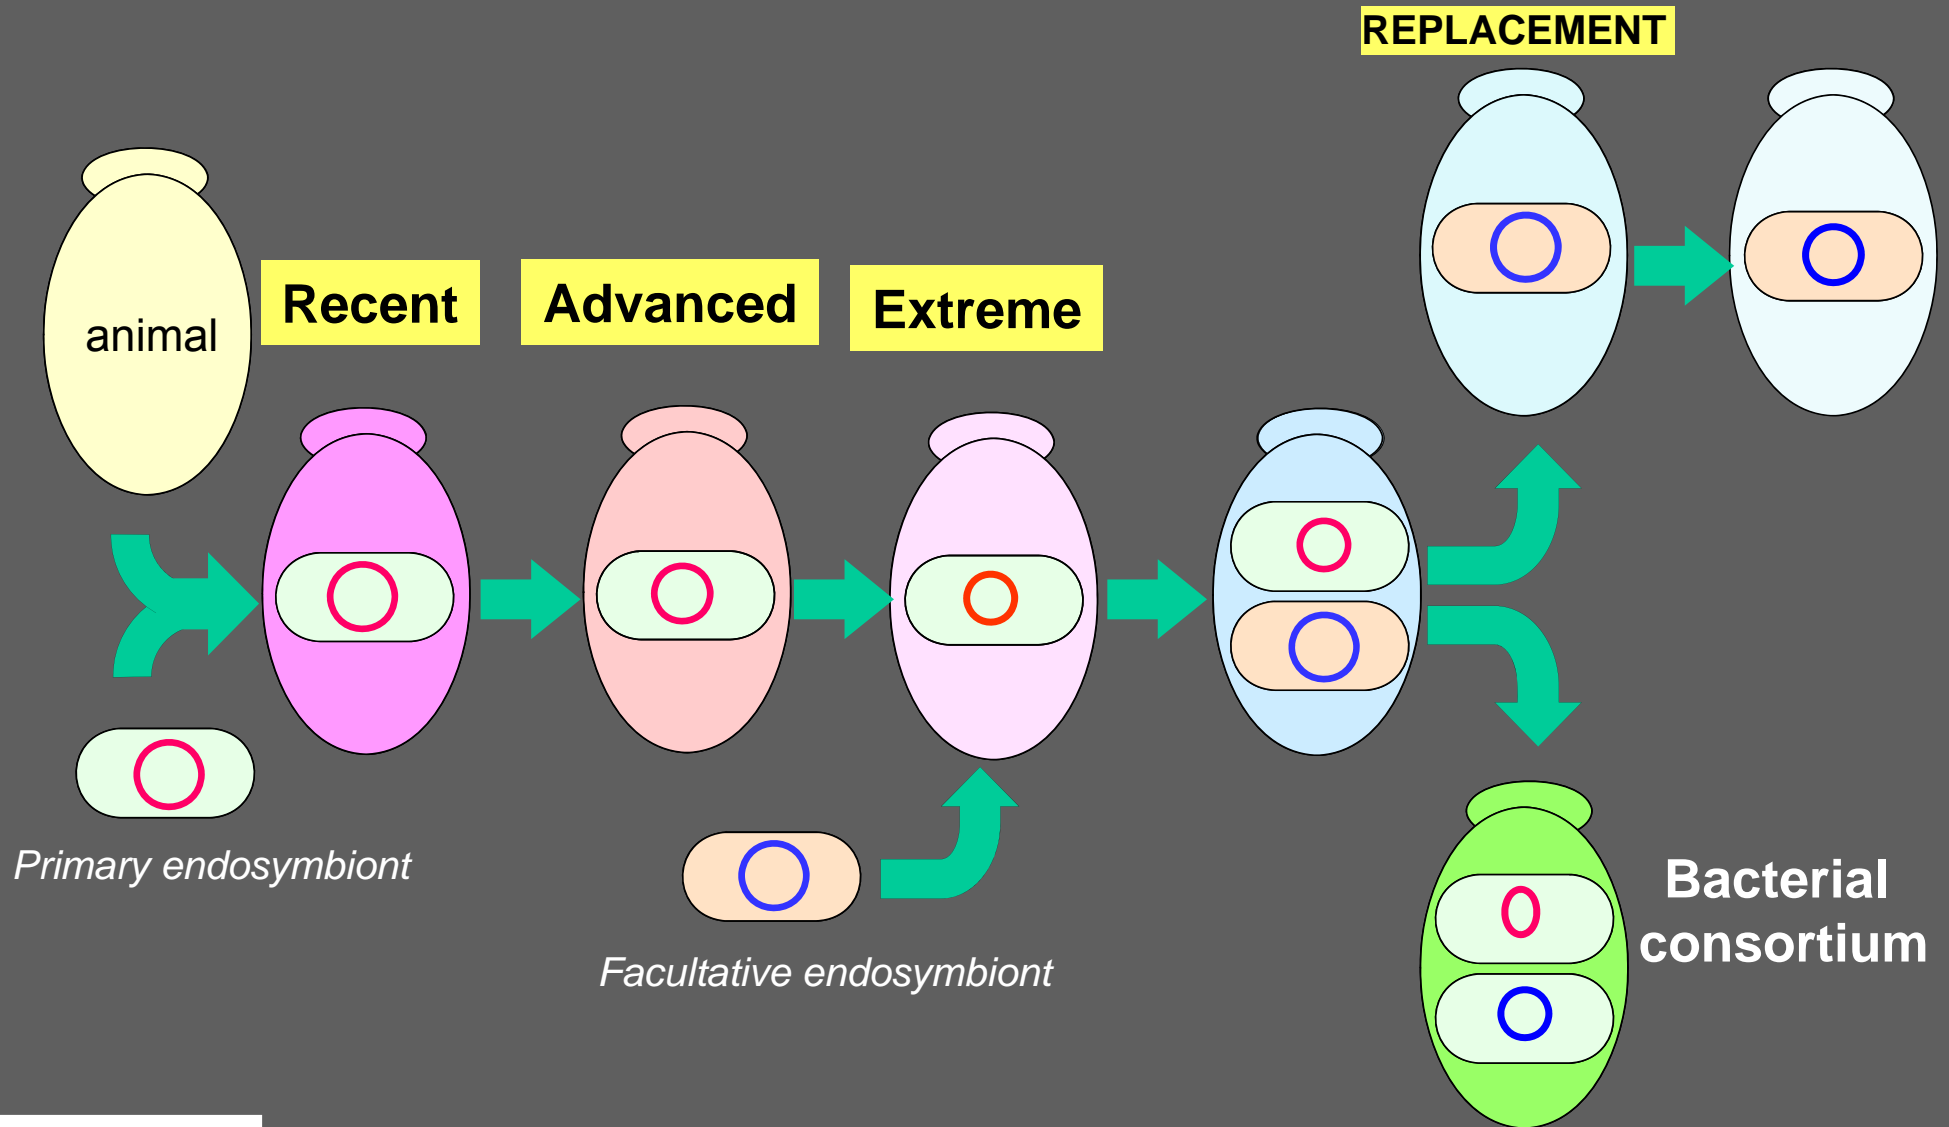 REPLACEMENT
animal
Recent
Advanced
Extreme
Primary endosymbiont
Facultative endosymbiont
Bacterial
consortium